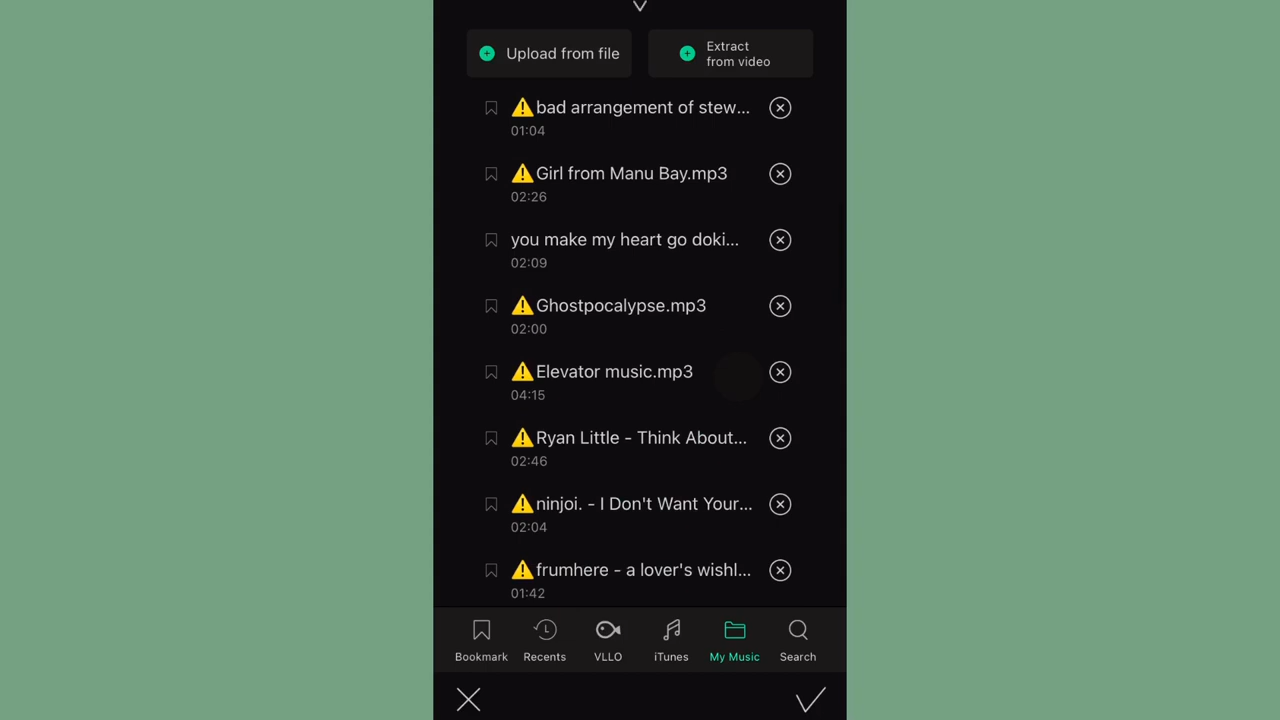 Upload from file
Extract
from video
bad arrangement of stew...
01:04
Girl from Manu Bay.mp3
02:26
you make my heart go doki...
02:09
Ghostpocalypse.mp3
02:00
Elevator music.mp3
04:15
Ryan Little - Think About...
02:46
ninjoi. - I Don't Want Your...
02:04
frumhere - a lover's wishl...
01:42
Bookmark Recents VLLO iTunes My Music Search